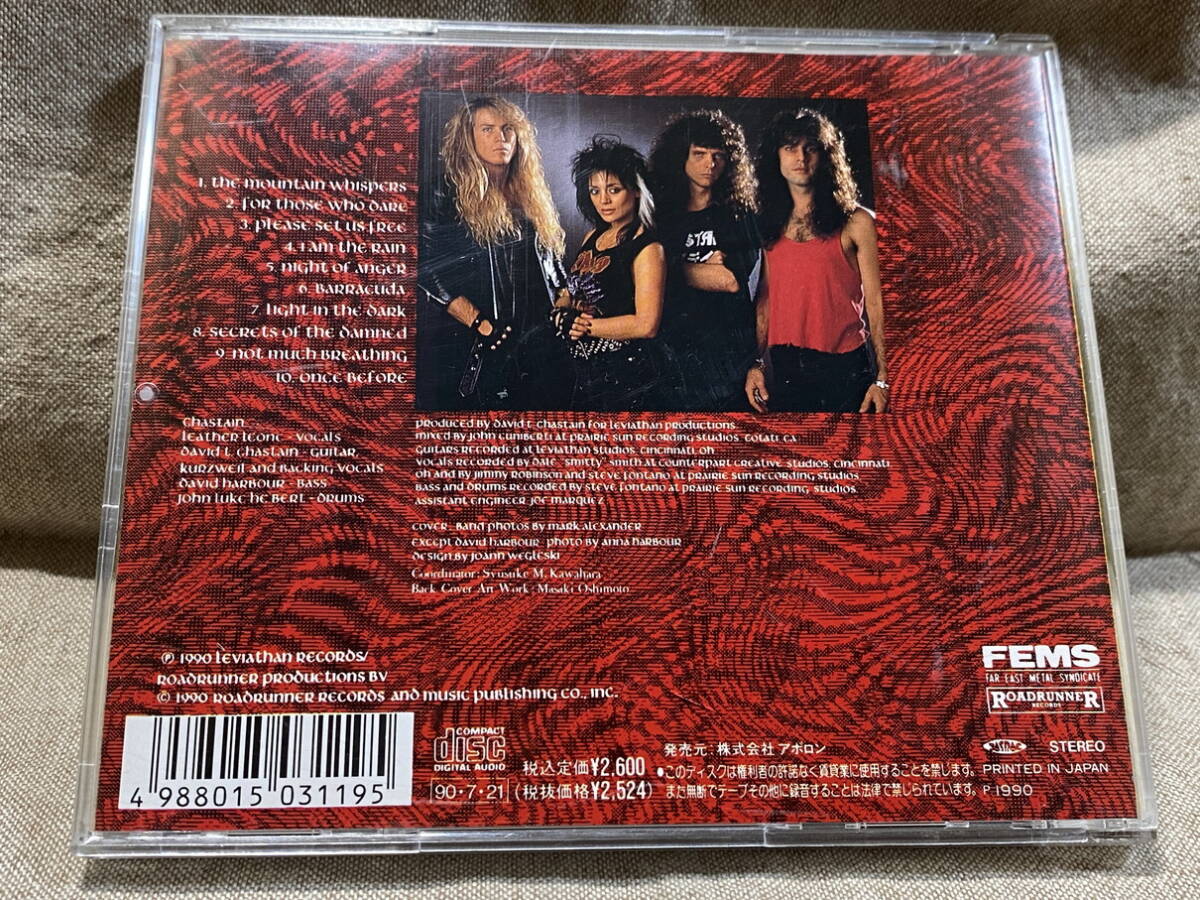 1. The Mountain Whispers
2. For Those Who Dare
3. Please Set Us Free
4. I Am The Rain
5. Night Of Anger
6. Barracuda
7. Light In The Dark
8. Secrets Of The Damned
9. Not Much Breathing
10. Once Before
STAR
Chastain
Leather Leone - Vocals
David T. Chastain - Guitar,
Kurzweil and Backing Vocals
David Harbour - Bass
John Luke He Bert - Drums
Produced by David T. Chastain for Leviathan Productions
Mixed by John Cuniberti at Prairie Sun Recording Studios, Cotati, CA
Guitars recorded at Leviathan Studios, Cincinnati, OH
Vocals recorded by Dale "Smitty" Smith at Counterpart Creative Studios, Cincinnati
OH and by Jimmy Robinson and Steve Fontano at Prairie Sun Recording Studios
Bass and Drums recorded by Steve Fontano at Prairie Sun Recording Studios.
Assistant Engineer: Joe Marquez
Cover, Band Photos by Mark Alexander
Except David Harbour - Photo by Anna Harbour
Design by Joann Wegleski
Coordinator: Syusuke M. Kawahara
Back Cover Art Work: Masaki Oshimoto
℗ 1990 Leviathan Records/
Roadrunner Productions BV
© 1990 Roadrunner Records and Music Publishing Co., Inc.
FEMS
FAR EAST METAL SYNDICATE
ROADRUNNER
RECORDS
4 988015 031195
COMPACT
disc
DIGITAL AUDIO
90・7・21
税込定価¥2,600
(税抜価格¥2,524)
発売元:株式会社 アポロン
●このディスクは権利者の許諾なく賃貸業に使用することを禁じます。
また無断でテープその他に録音することは法律で禁じられています。
STEREO
PRINTED IN JAPAN
℗ 1990